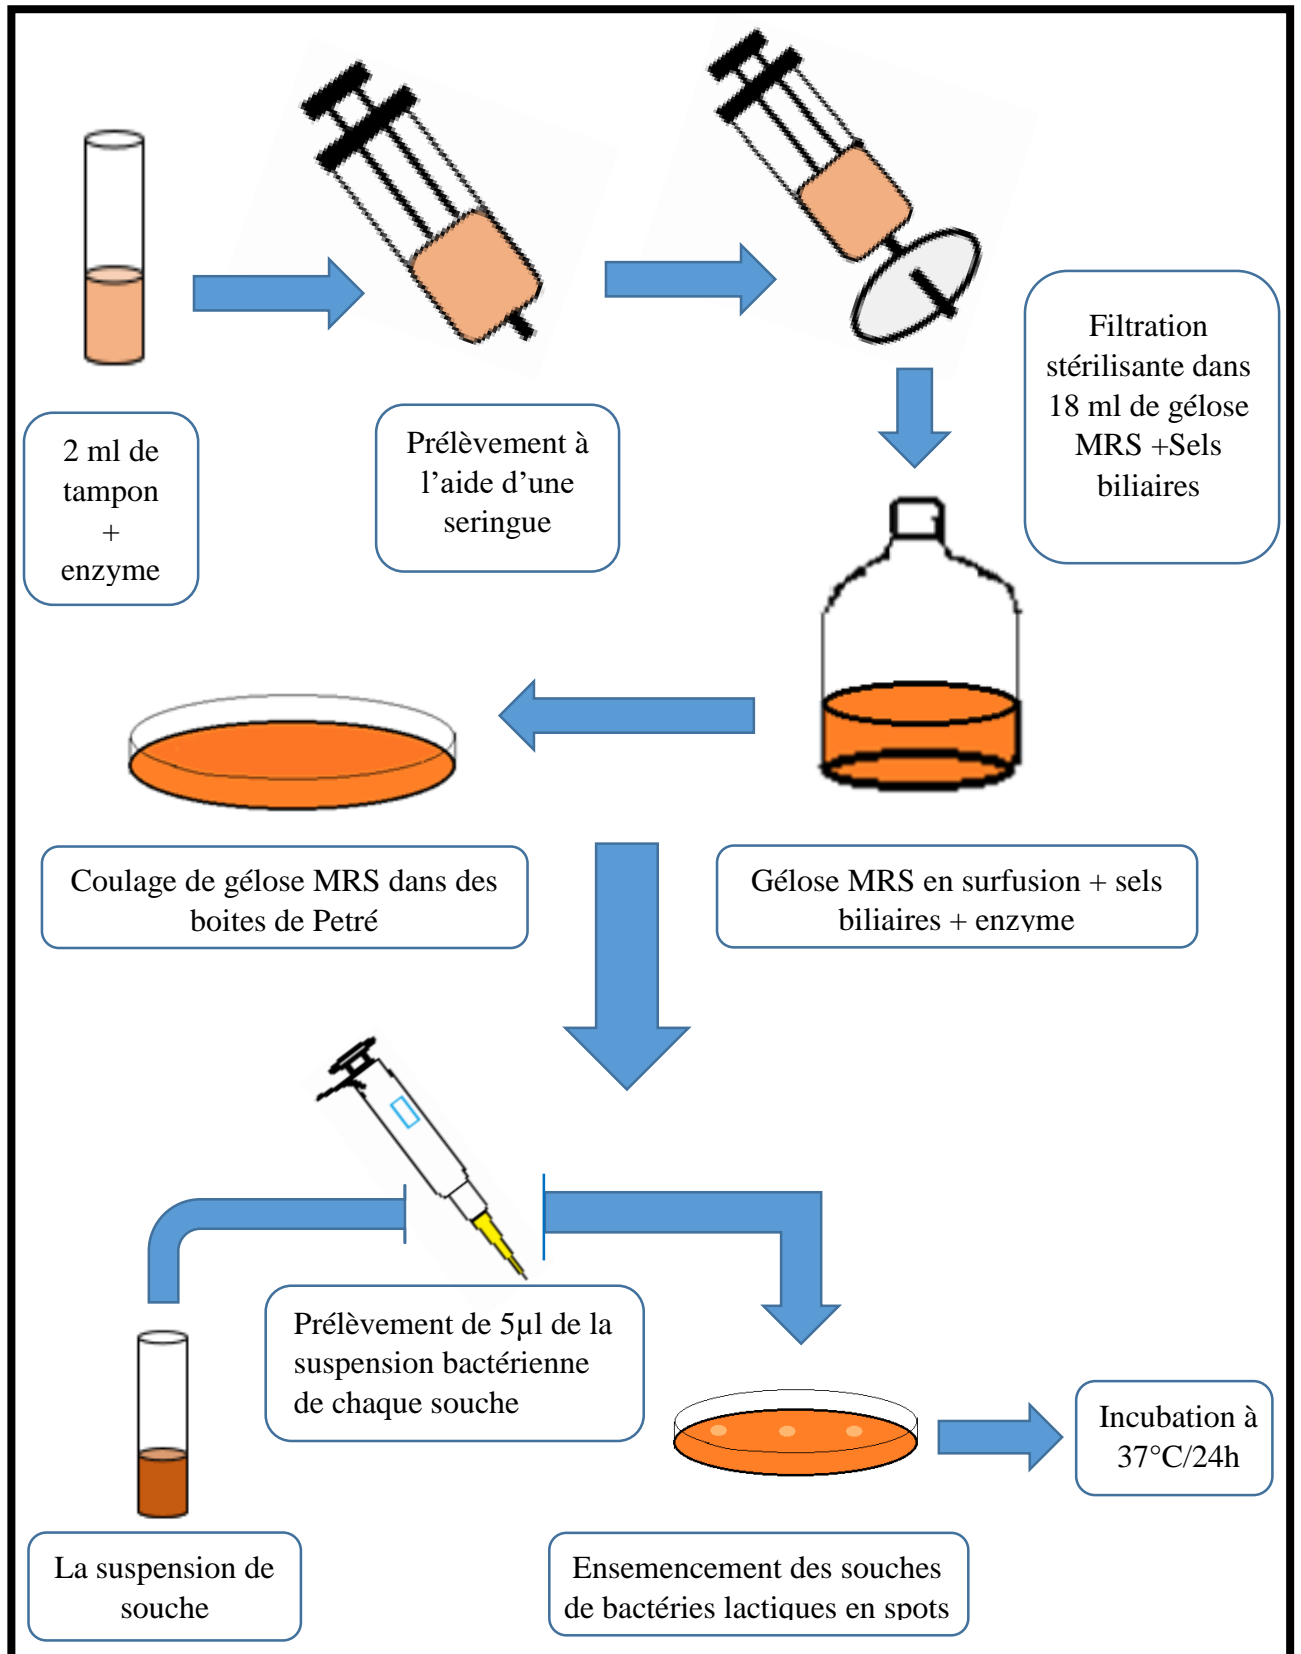 2 ml de
tampon
+
enzyme
Prélèvement à
l’aide d’une
seringue
Filtration
stérilisante dans
18 ml de gélose
MRS +Sels
biliaires
Coulage de gélose MRS dans des
boites de Petré
Gélose MRS en surfusion + sels
biliaires + enzyme
Prélèvement de 5µl de la
suspension bactérienne
de chaque souche
Incubation à
37°C/24h
La suspension de
souche
Ensemencement des souches
de bactéries lactiques en spots